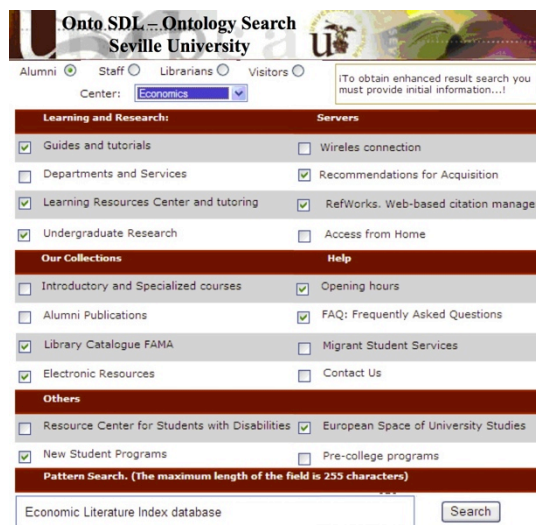 Onto SDL – Ontology Search
Seville University
Alumni Staff Librarians Visitors
Center: Economics
¡To obtain enhanced result search you
must provide initial information...!
Learning and Research: Servers
Guides and tutorials Wireles connection
Departments and Services Recommendations for Acquisition
Learning Resources Center and tutoring RefWorks. Web-based citation manage
Undergraduate Research Access from Home
Our Collections Help
Introductory and Specialized courses Opening hours
Alumni Publications FAQ: Frequently Asked Questions
Library Catalogue FAMA Migrant Student Services
Electronic Resources Contact Us
Others
Resource Center for Students with Disabilities European Space of University Studies
New Student Programs Pre-college programs
Pattern Search. (The maximum length of the field is 255 characters)
Economic Literature Index database Search